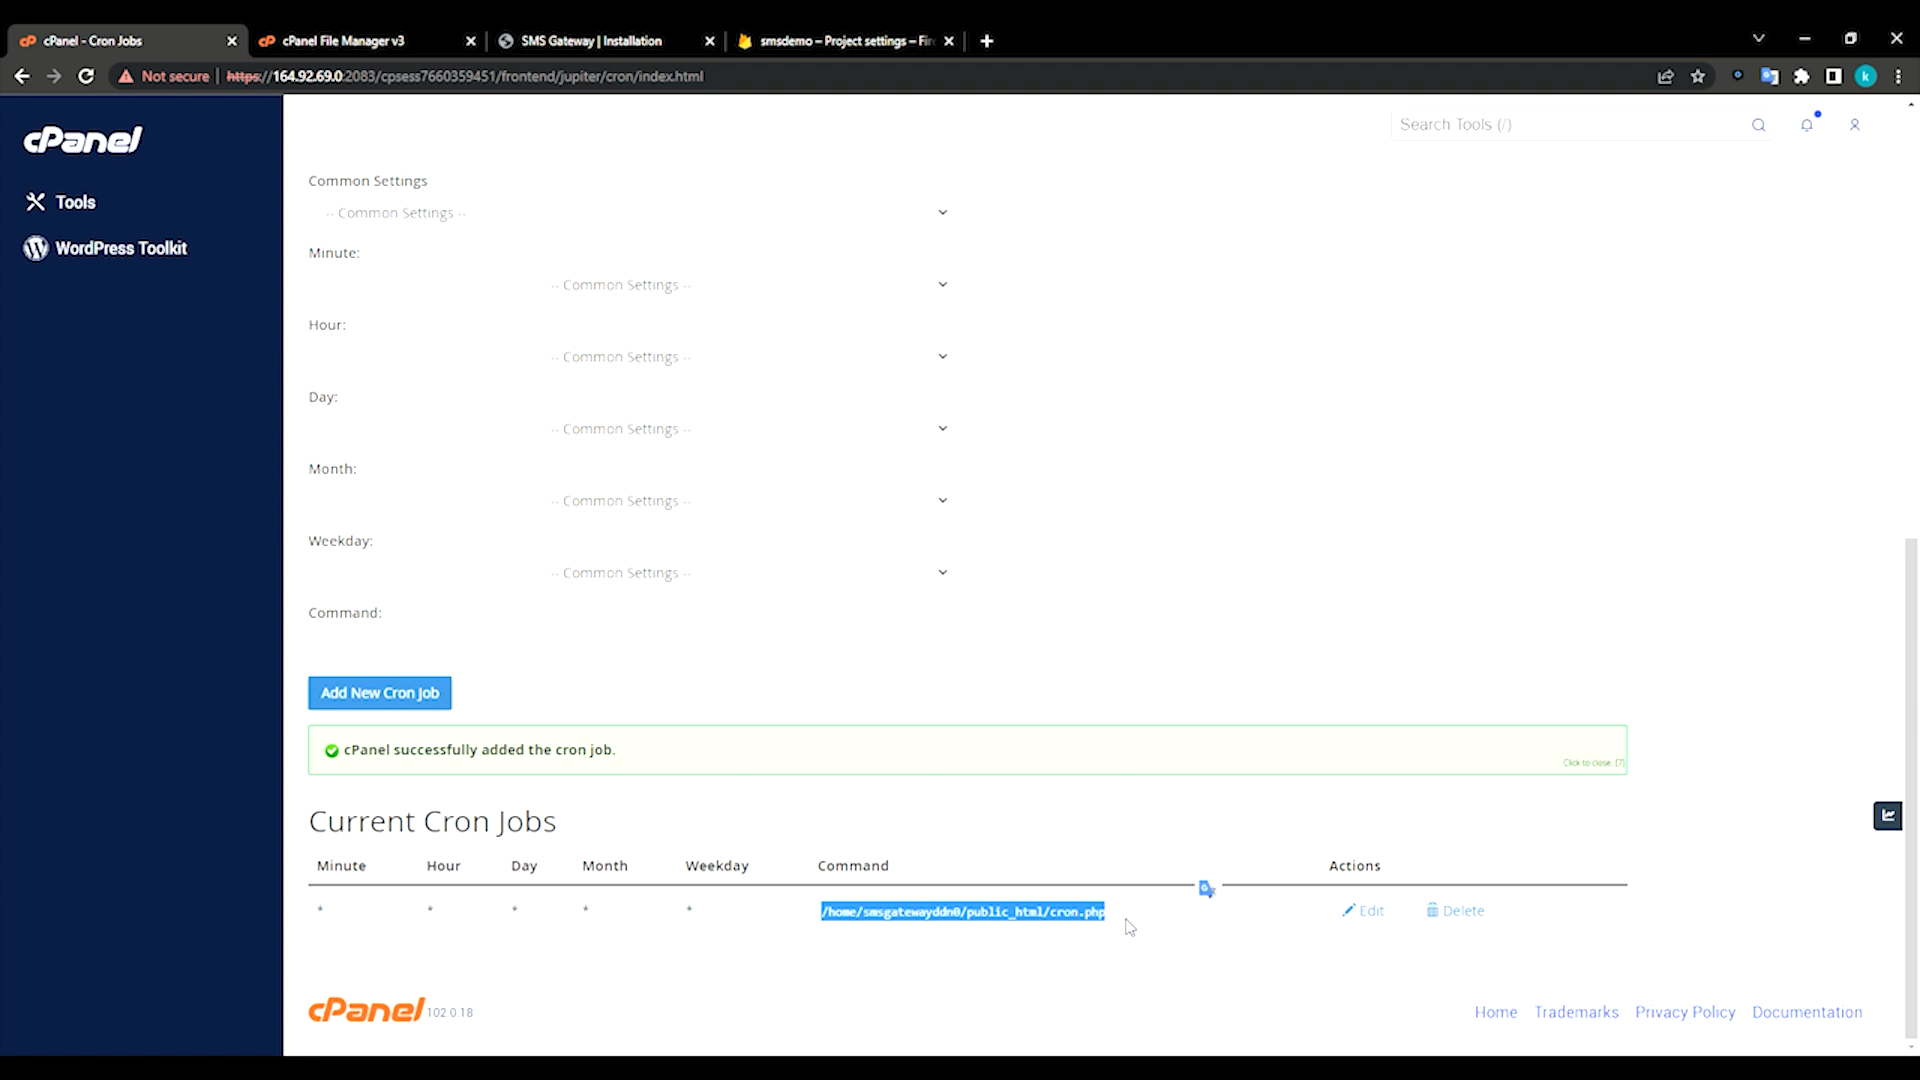 cPanel - Cron Jobs
cPanel File Manager v3
SMS Gateway | Installation
smsdemo – Project settings – Fir
Not secure
https://164.92.69.0:2083/cpsess7660359451/frontend/jupiter/cron/index.html
k
cPanel
Search Tools (/)
Tools
WordPress Toolkit
Common Settings
-- Common Settings --
Minute:
-- Common Settings --
Hour:
-- Common Settings --
Day:
-- Common Settings --
Month:
-- Common Settings --
Weekday:
-- Common Settings --
Command:
Add New Cron Job
cPanel successfully added the cron job.
Click to close. [7]
Current Cron Jobs
Minute Hour Day Month Weekday Command Actions
* * * * * /home/smsgatewayddn0/public_html/cron.php Edit Delete
cPanel 102.0.18
Home Trademarks Privacy Policy Documentation